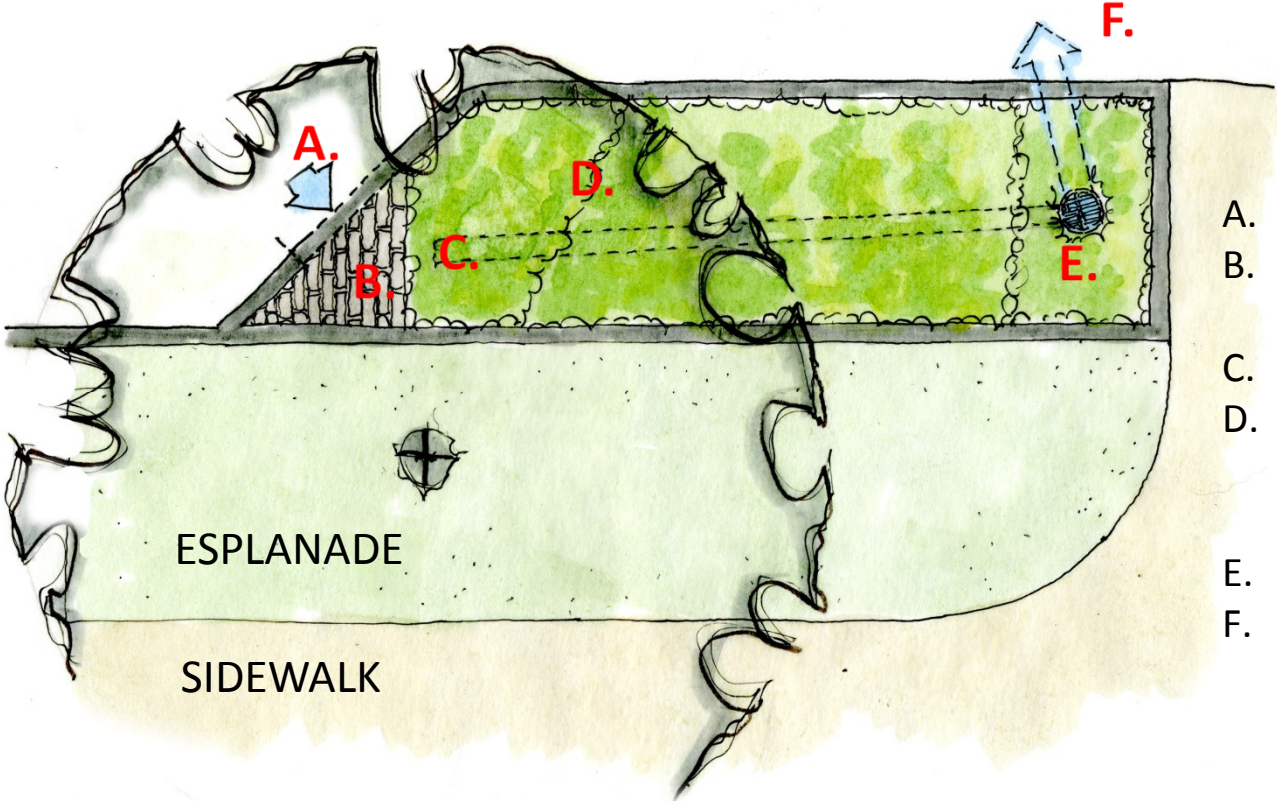 F.
A.
D.
C.
B.
E.
ESPLANADE
SIDEWALK
A.
B.
C.
D.
E.
F.